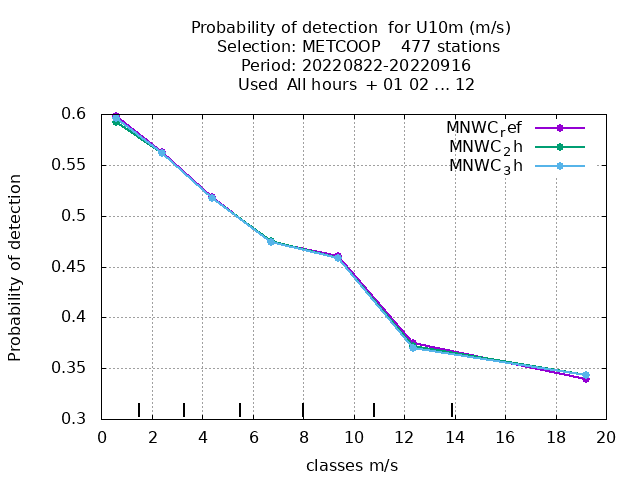 Probability of detection  for U10m (m/s)
Selection: METCOOP    477 stations
Period: 20220822-20220916
Used  All hours  + 01 02 ... 12
MNWC_ref
MNWC_2h
MNWC_3h
Probability of detection
0.6
0.55
0.5
0.45
0.4
0.35
0.3
0 2 4 6 8 10 12 14 16 18 20
classes m/s